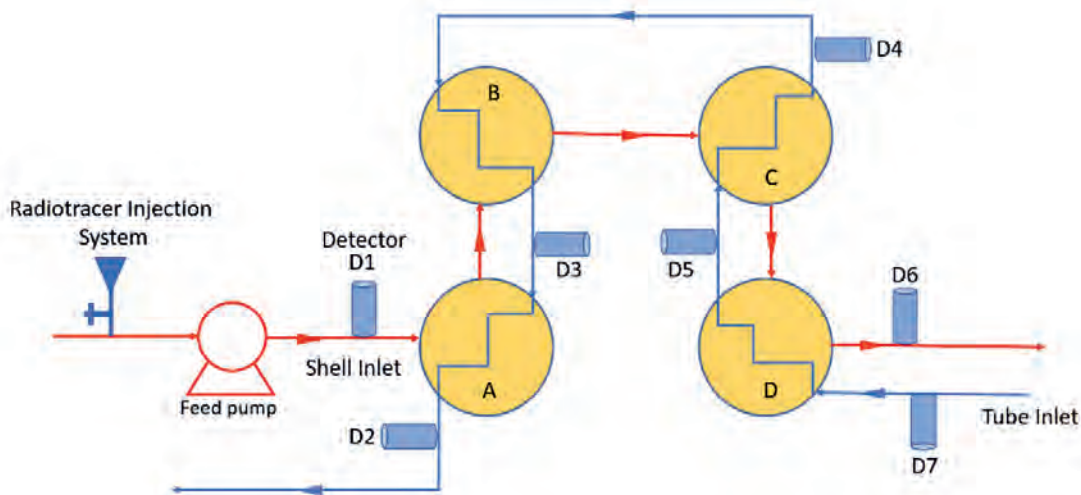 D4
B
C
Radiotracer Injection
System
Detector
D1
D3
D5
D6
Shell Inlet
Feed pump
A
D
D2
Tube Inlet
D7